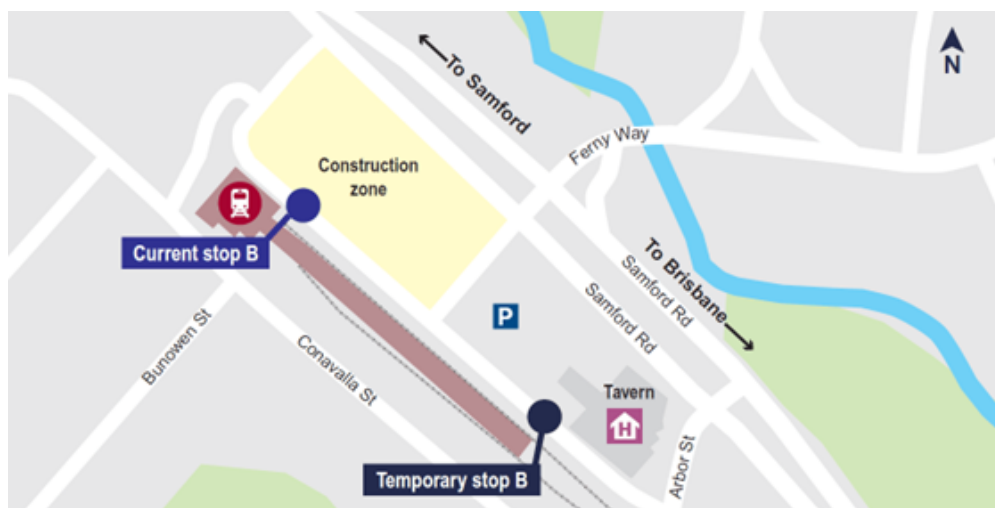 To Samford
N
Ferny Way
Construction
zone
Current stop B
To Brisbane
Samford Rd
Samford Rd
P
Bunowen St
Conavalla St
Tavern
H
Arbor St
Temporary stop B